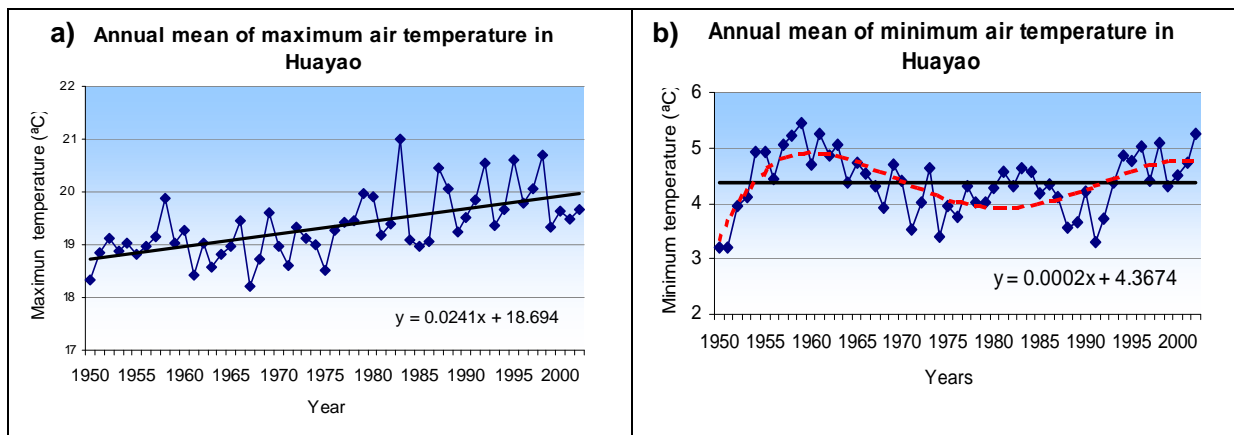 a) Annual mean of maximum air temperature in
Huayao
Maximun temperature (ªC)
22
21
20
19
18
17
y = 0.0241x + 18.694
1950 1955 1960 1965 1970 1975 1980 1985 1990 1995 2000
Year
b) Annual mean of minimum air temperature in
Huayao
Minimum temperature (ªC)
6
5
4
3
2
y = 0.0002x + 4.3674
1950 1955 1960 1965 1970 1975 1980 1985 1990 1995 2000
Years